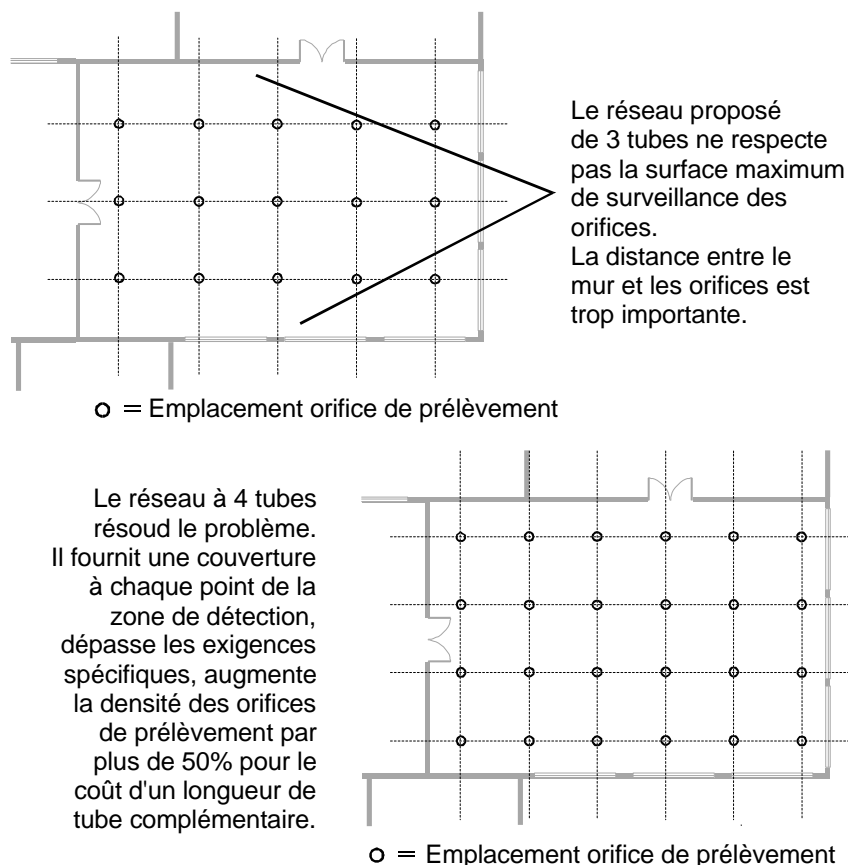 Le réseau proposé
de 3 tubes ne respecte
pas la surface maximum
de surveillance des
orifices.
La distance entre le
mur et les orifices est
trop importante.
= Emplacement orifice de prélèvement
Le réseau à 4 tubes
résoud le problème.
Il fournit une couverture
à chaque point de la
zone de détection,
dépasse les exigences
spécifiques, augmente
la densité des orifices
de prélèvement par
plus de 50% pour le
coût d'un longueur de
tube complémentaire.
= Emplacement orifice de prélèvement